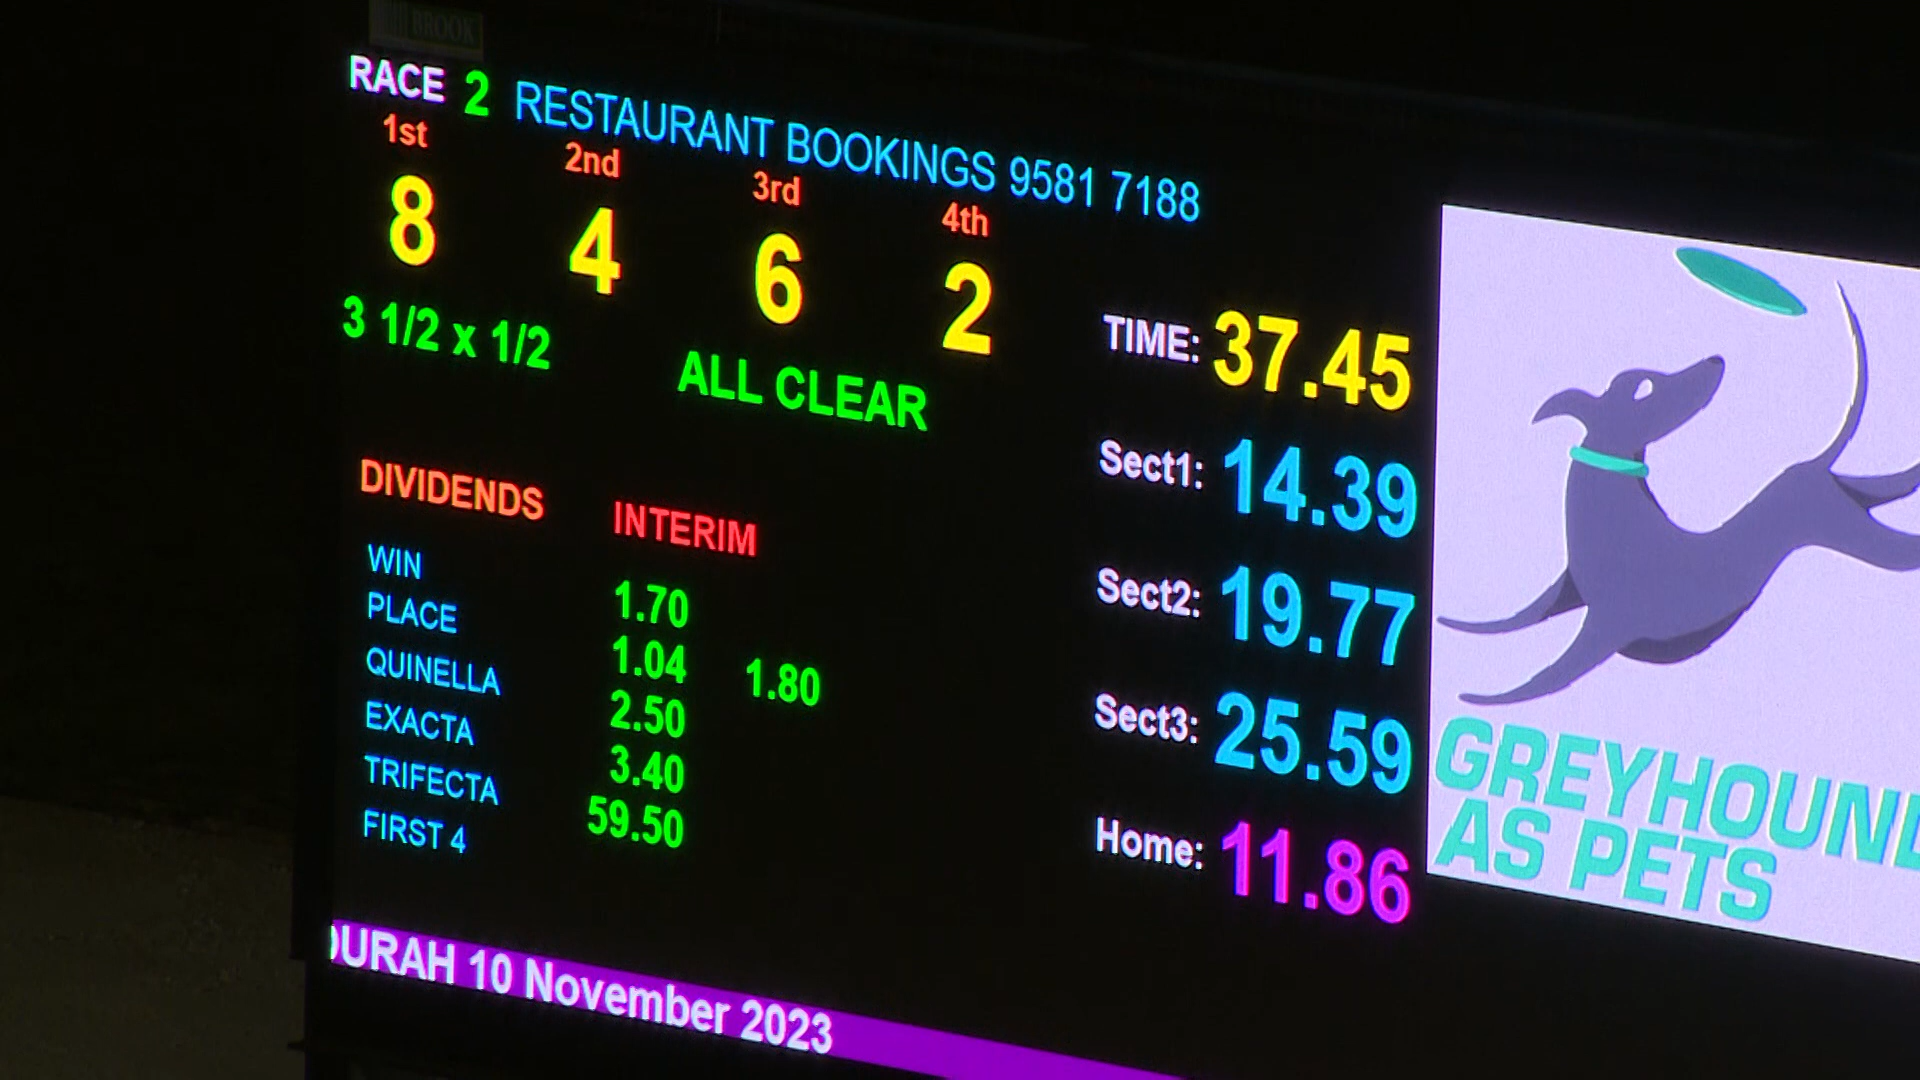 BROOK
RACE 2 RESTAURANT BOOKINGS 9581 7188
1st 2nd 3rd 4th
8 4 6 2
3 1/2 x 1/2
ALL CLEAR
TIME: 37.45
Sect1: 14.39
Sect2: 19.77
Sect3: 25.59
Home: 11.86
DIVIDENDS INTERIM
WIN 1.70
PLACE 1.04 1.80
QUINELLA 2.50
EXACTA 3.40
TRIFECTA 59.50
FIRST 4
GREYHOUND
AS PETS
DURAH 10 November 2023